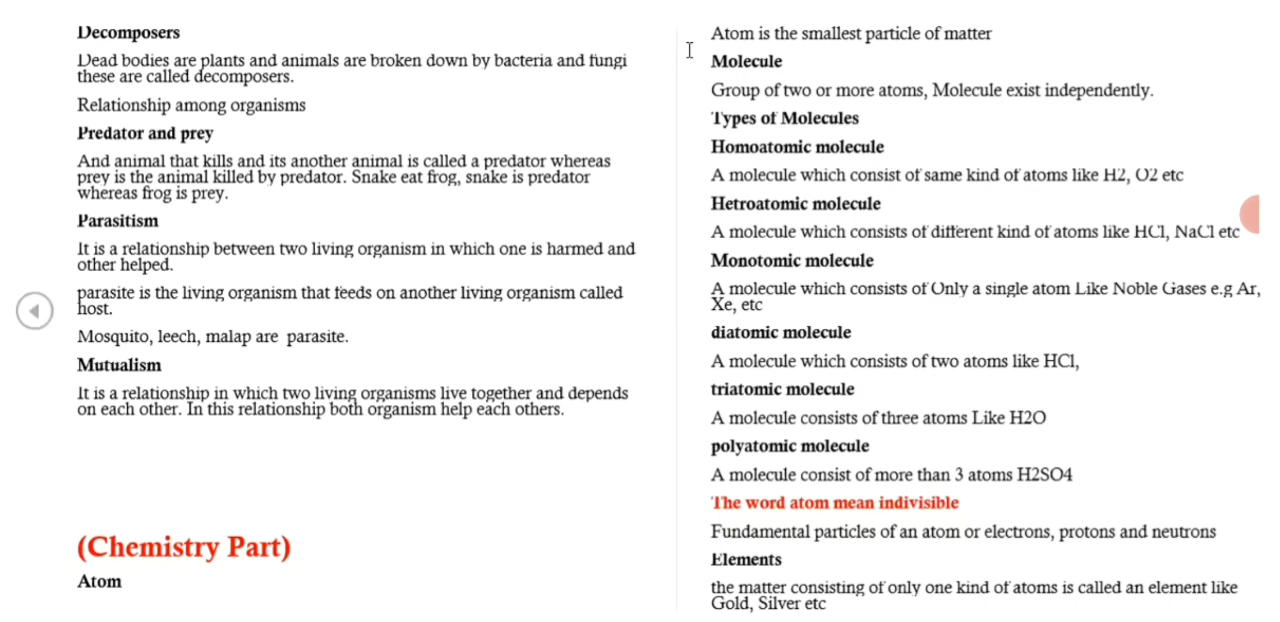 Decomposers
Dead bodies are plants and animals are broken down by bacteria and fungi
these are called decomposers.
Relationship among organisms
Predator and prey
And animal that kills and its another animal is called a predator whereas
prey is the animal killed by predator. Snake eat frog, snake is predator
whereas frog is prey.
Parasitism
It is a relationship between two living organism in which one is harmed and
other helped.
parasite is the living organism that feeds on another living organism called
host.
Mosquito, leech, malap are parasite.
Mutualism
It is a relationship in which two living organisms live together and depends
on each other. In this relationship both organism help each others.
(Chemistry Part)
Atom
Atom is the smallest particle of matter
Molecule
Group of two or more atoms, Molecule exist independently.
Types of Molecules
Homoatomic molecule
A molecule which consist of same kind of atoms like H2, O2 etc
Hetroatomic molecule
A molecule which consists of different kind of atoms like HCl, NaCl etc
Monotomic molecule
A molecule which consists of Only a single atom Like Noble Gases e.g Ar,
Xe, etc
diatomic molecule
A molecule which consists of two atoms like HCl,
triatomic molecule
A molecule consists of three atoms Like H2O
polyatomic molecule
A molecule consist of more than 3 atoms H2SO4
The word atom mean indivisible
Fundamental particles of an atom or electrons, protons and neutrons
Elements
the matter consisting of only one kind of atoms is called an element like
Gold, Silver etc